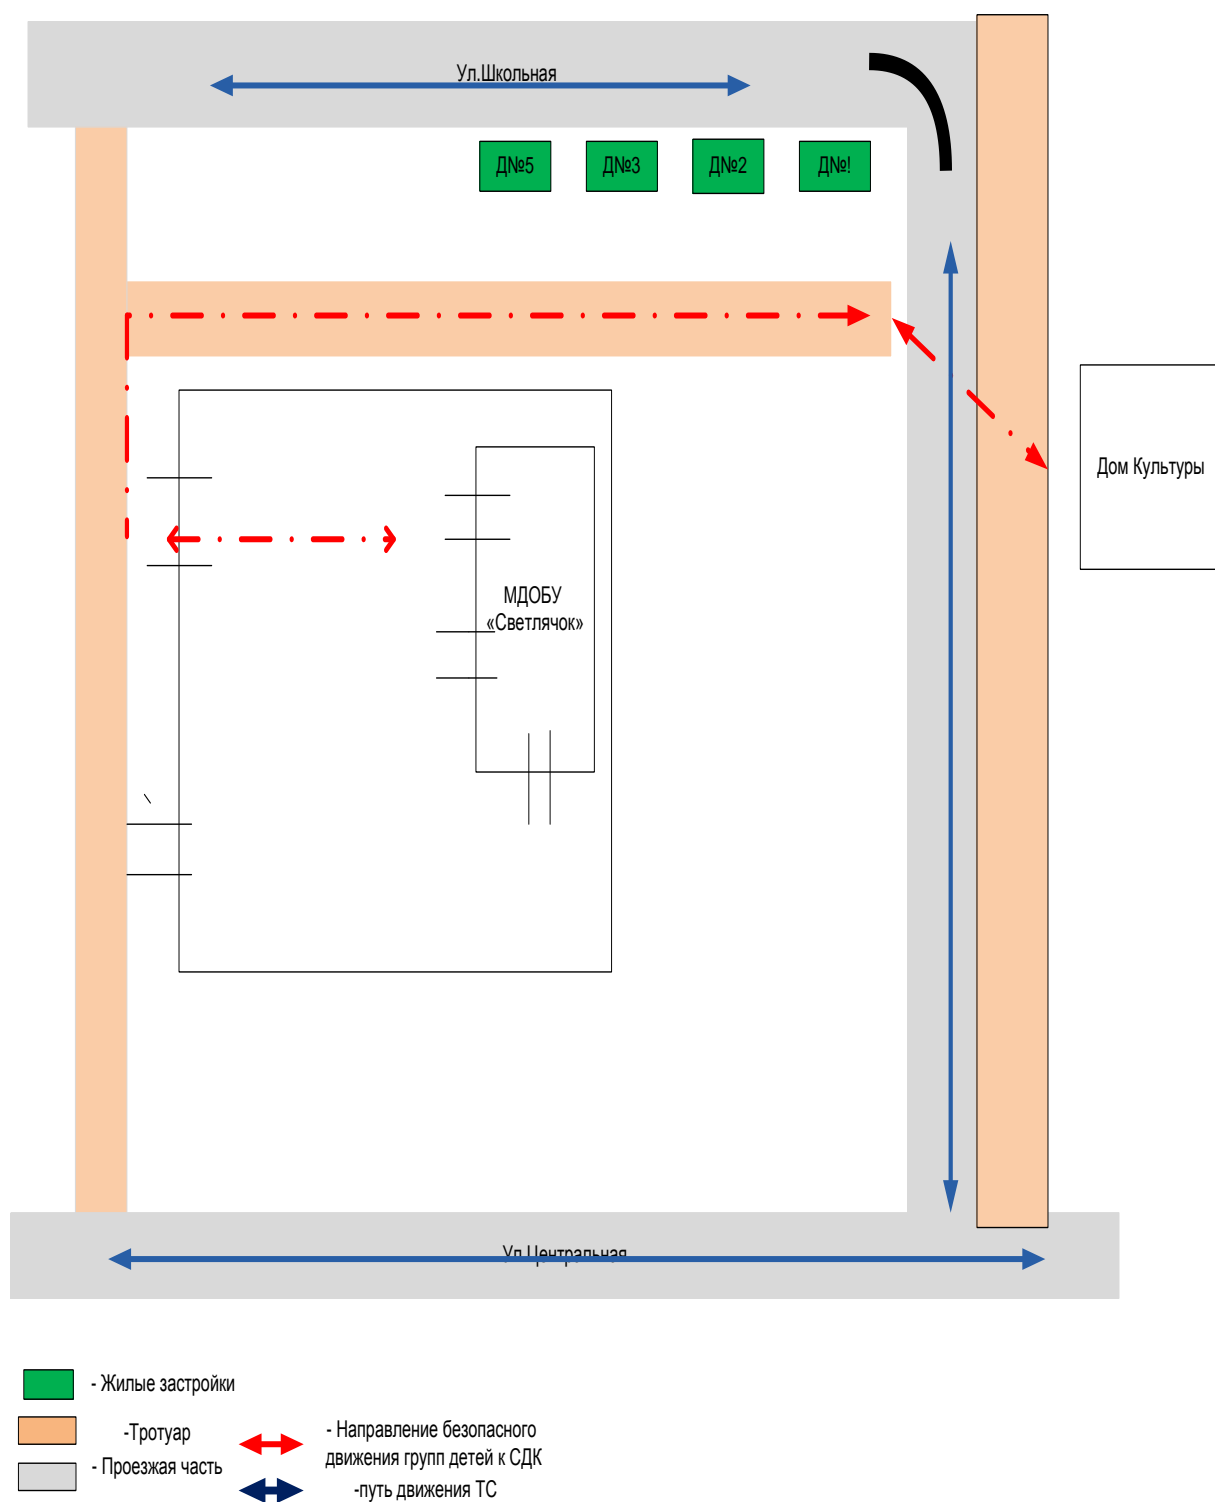 Ул.Школьная
Д№5
Д№3
Д№2
Д№!
Дом Культуры
МДОБУ
«Светлячок»
Ул.Центральная
- Жилые застройки
-Тротуар
- Проезжая часть
- Направление безопасного
движения групп детей к СДК
-путь движения ТС